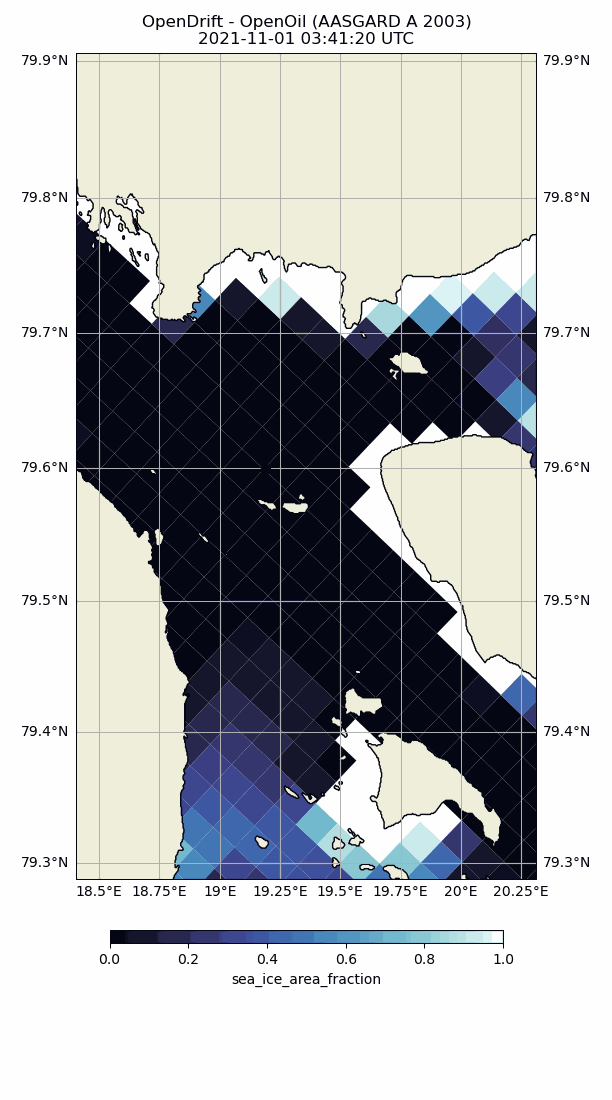 OpenDrift - OpenOil (AASGARD A 2003)
2021-11-01 03:41:20 UTC
79.9°N 79.9°N
79.8°N 79.8°N
79.7°N 79.7°N
79.6°N 79.6°N
79.5°N 79.5°N
79.4°N 79.4°N
79.3°N 79.3°N
18.5°E 18.75°E 19°E 19.25°E 19.5°E 19.75°E 20°E 20.25°E
0.0 0.2 0.4 0.6 0.8 1.0
sea_ice_area_fraction